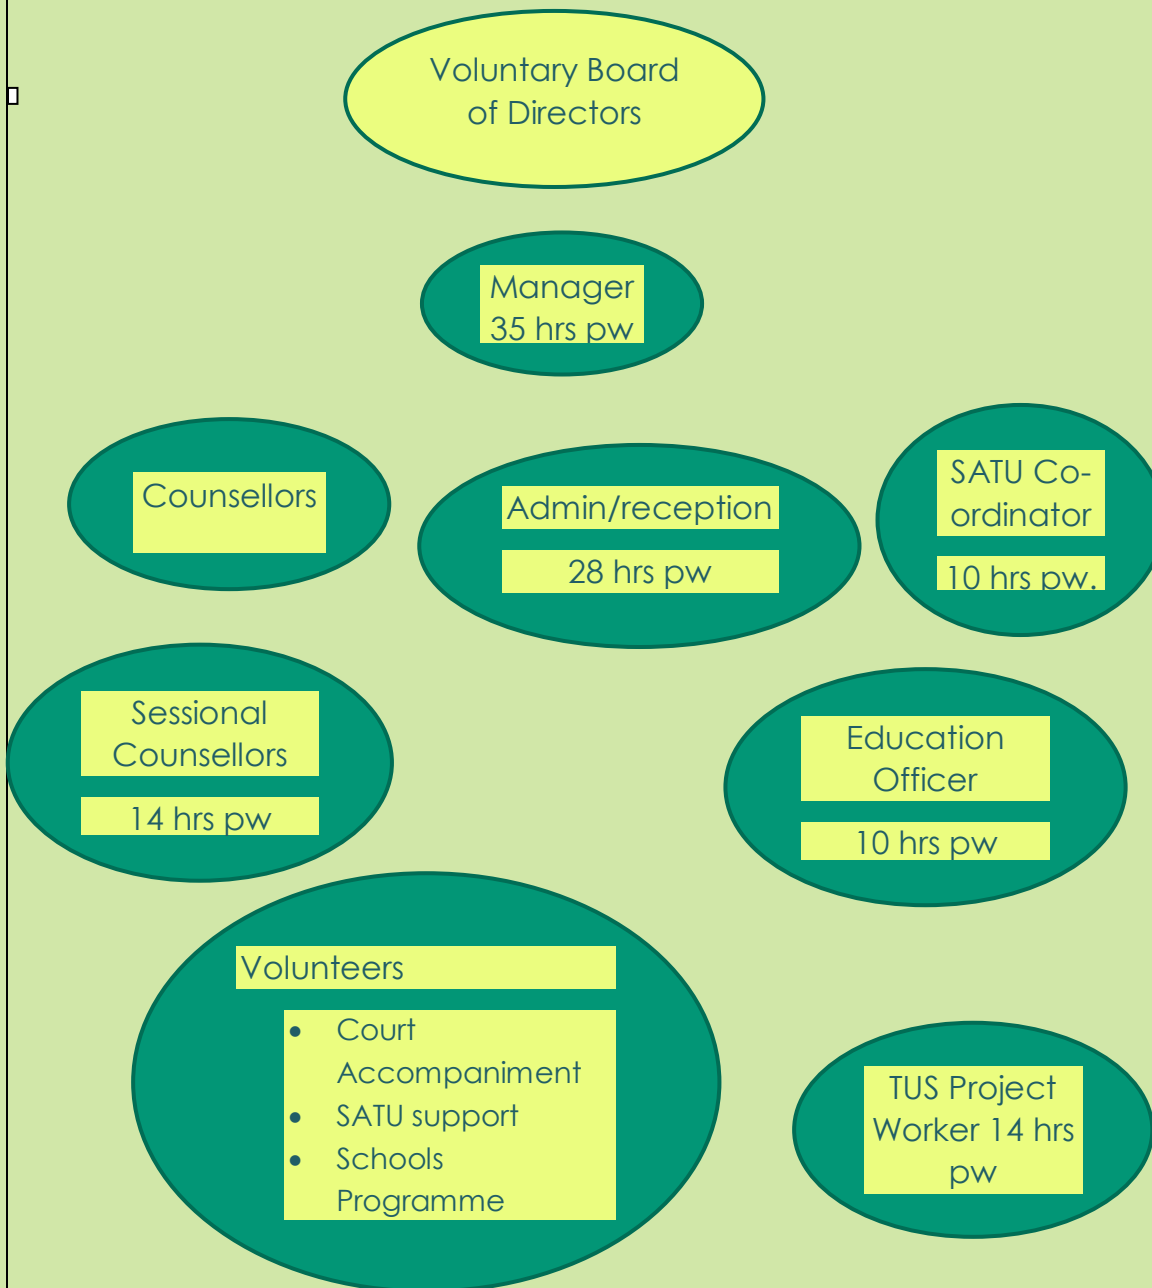 Voluntary Board
of Directors
Manager
35 hrs pw
Counsellors
Admin/reception
28 hrs pw
SATU Co-
ordinator
10 hrs pw.
Sessional
Counsellors
14 hrs pw
Education
Officer
10 hrs pw
Volunteers
• Court
Accompaniment
• SATU support
• Schools
Programme
TUS Project
Worker 14 hrs
pw